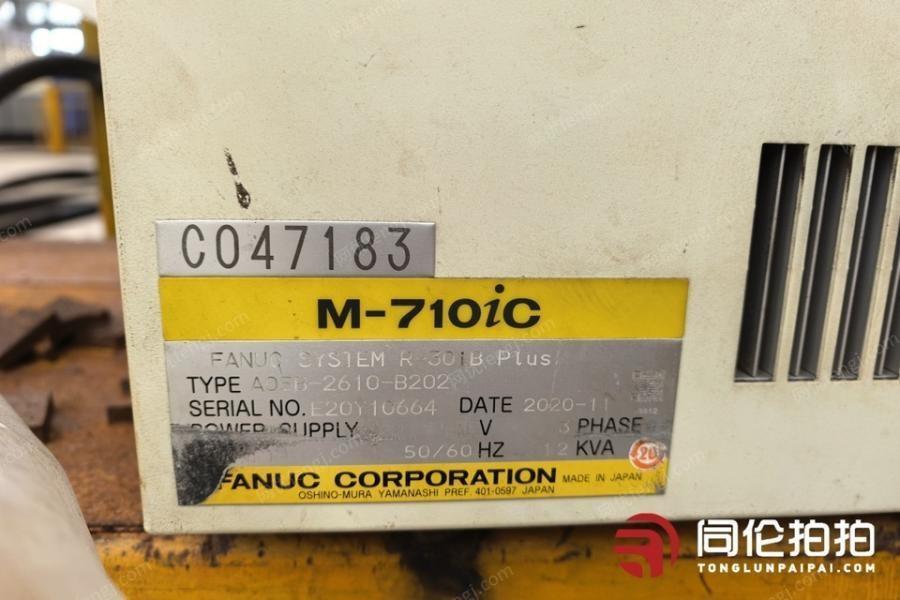 C047183
M-710iC
FANUC SYSTEM R-30iB Plus
TYPE A05B-2610-B202
SERIAL NO. E20Y10664 DATE 2020-11
POWER SUPPLY V 3 PHASE
50/60 HZ 12 KVA
20
FANUC CORPORATION MADE IN JAPAN
OSHINO-MURA YAMANASHI PREF. 401-0597 JAPAN
同伦拍拍
TONGLUNPAIPAI.COM